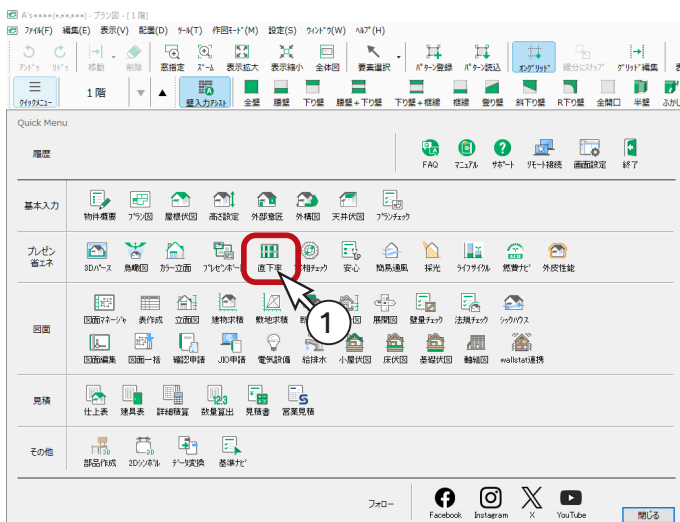 A's****(*,**,***) - プラン図 - [1階]
ファイル(F) 編集(E) 表示(V) 配置(D) ツール(T) 作図モード(M) 設定(S) ウィンドウ(W) ヘルプ(H)
アンドゥ リドゥ 移動 削除 窓指定 ズーム 表示拡大 表示縮小 全体図 要素選択 パターン登録 パターン読込 オングリッド 線分にスナップ グリッド編集
クイックメニュー 1 階 壁入力アシスト 全壁 腰壁 下り壁 腰壁+下り壁 下り壁+框線 框線 登り壁 斜下り壁 R下り壁 全開口 半壁 ふかし
Quick Menu
履歴
FAQ マニュアル サポート リモート接続 画面設定 終了
基本入力
物件概要 プラン図 屋根伏図 高さ設定 外部意匠 外構図 天井伏図 プランチェック
プレゼン
省エネ
3Dパース 鳥瞰図 カラー立面 プレゼンボード 直下率 家相チェック 安心 簡易通風 採光 ライフサイクル 燃費ナビ 外皮性能
図面
図面マネージャ 表作成 立面図 建物求積 敷地求積 展開図 壁量チェック 法規チェック シックハウス
1
図面編集 図面一括 確認申請 JIO申請 電気設備 給排水 小屋伏図 床伏図 基礎伏図 軸組図 wallstat連携
見積
仕上表 建具表 詳細積算 数量算出 見積書 営業見積
その他
部品作成 2Dシンボル データ変換 基準ナビ
フォロー
Facebook Instagram X YouTube
閉じる